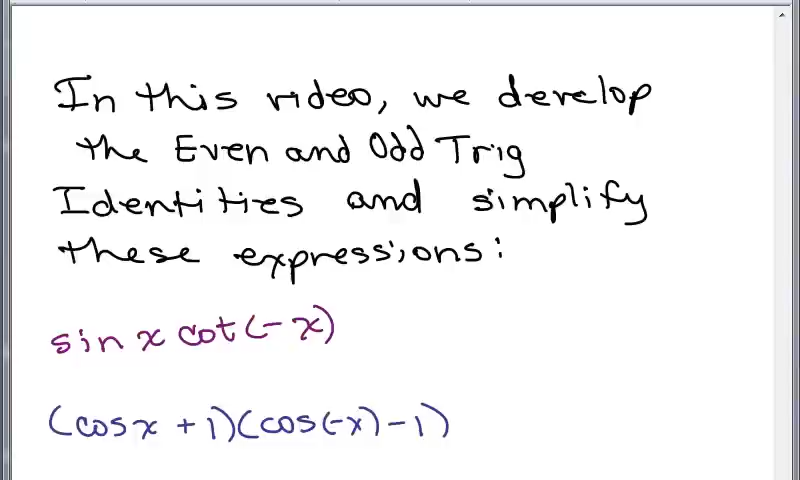 In this video, we develop
the Even and Odd Trig
Identities and simplify
these expressions:
sin x cot(-x)
(cos x + 1)(cos(-x) - 1)